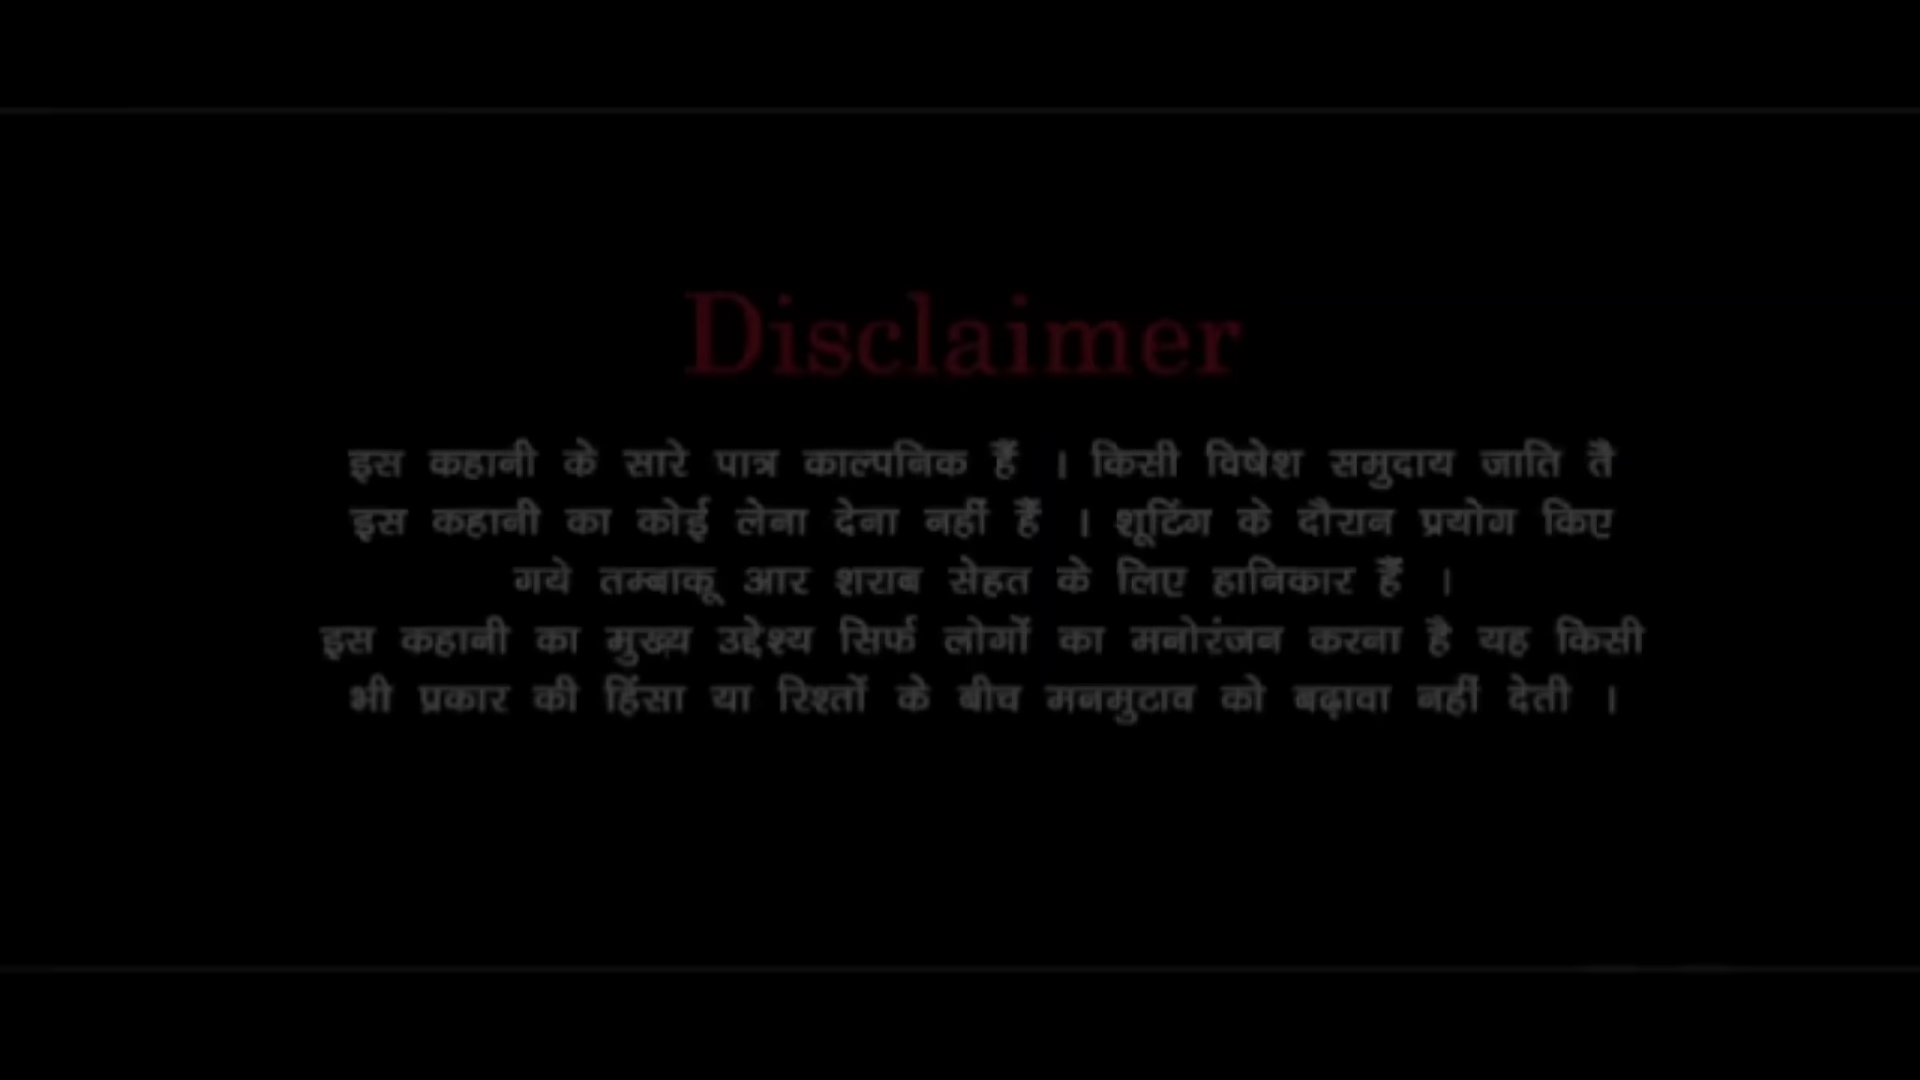 Disclaimer
इस कहानी के सारे पात्र काल्पनिक हैं । किसी विषेश समुदाय जाति तै
इस कहानी का कोई लेना देना नहीं हैं । शूटिंग के दौरान प्रयोग किए
गये तम्बाकू आर शराब सेहत के लिए हानिकार हैं ।
इस कहानी का मुख्य उद्देश्य सिर्फ लोगों का मनोरंजन करना है यह किसी
भी प्रकार की हिंसा या रिश्तों के बीच मनमुटाव को बढ़ावा नहीं देती ।